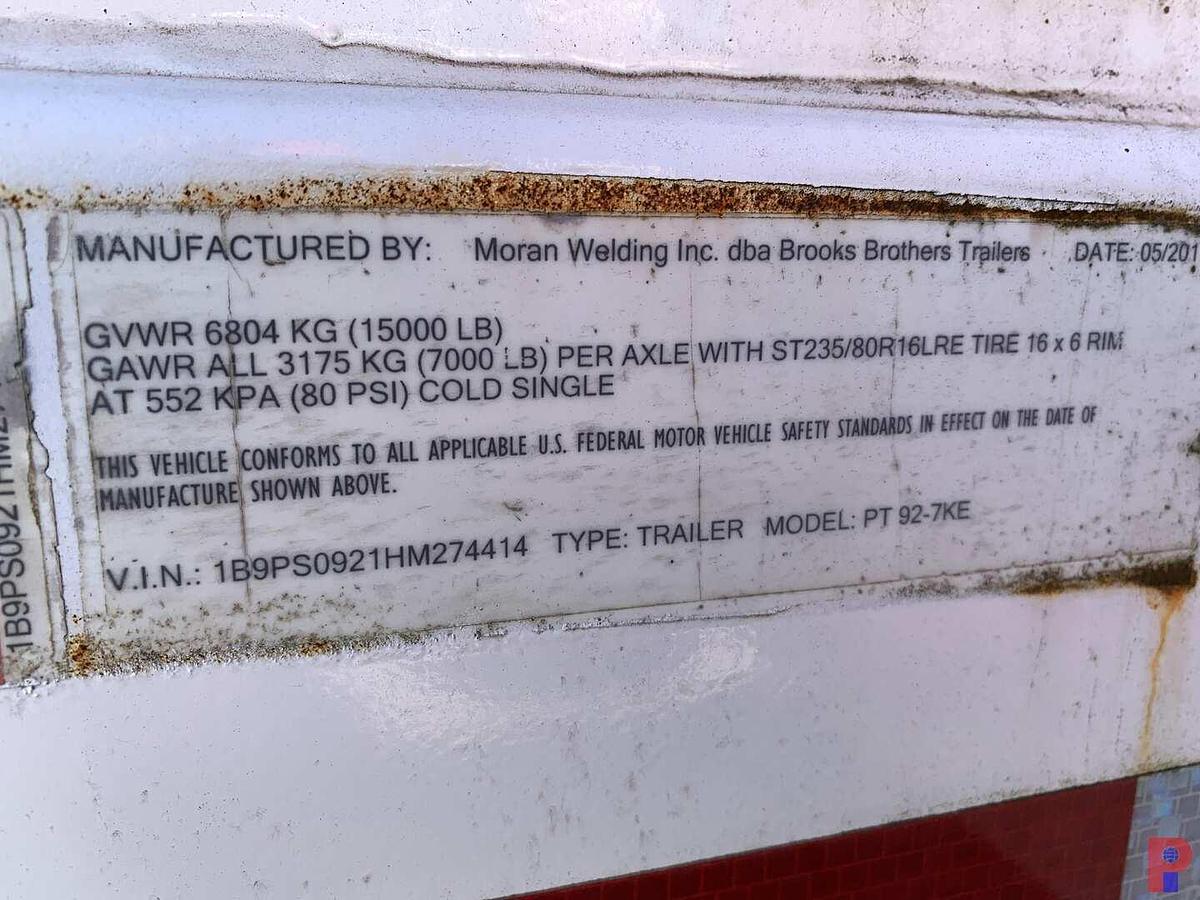 MANUFACTURED BY: Moran Welding Inc. dba Brooks Brothers Trailers DATE: 05/201
GVWR 6804 KG (15000 LB)
GAWR ALL 3175 KG (7000 LB) PER AXLE WITH ST235/80R16LRE TIRE 16 x 6 RIM
AT 552 KPA (80 PSI) COLD SINGLE
THIS VEHICLE CONFORMS TO ALL APPLICABLE U.S. FEDERAL MOTOR VEHICLE SAFETY STANDARDS IN EFFECT ON THE DATE OF
MANUFACTURE SHOWN ABOVE.
V.I.N.: 1B9PS0921HM274414 TYPE: TRAILER MODEL: PT 92-7KE
1B9PS0921HM27